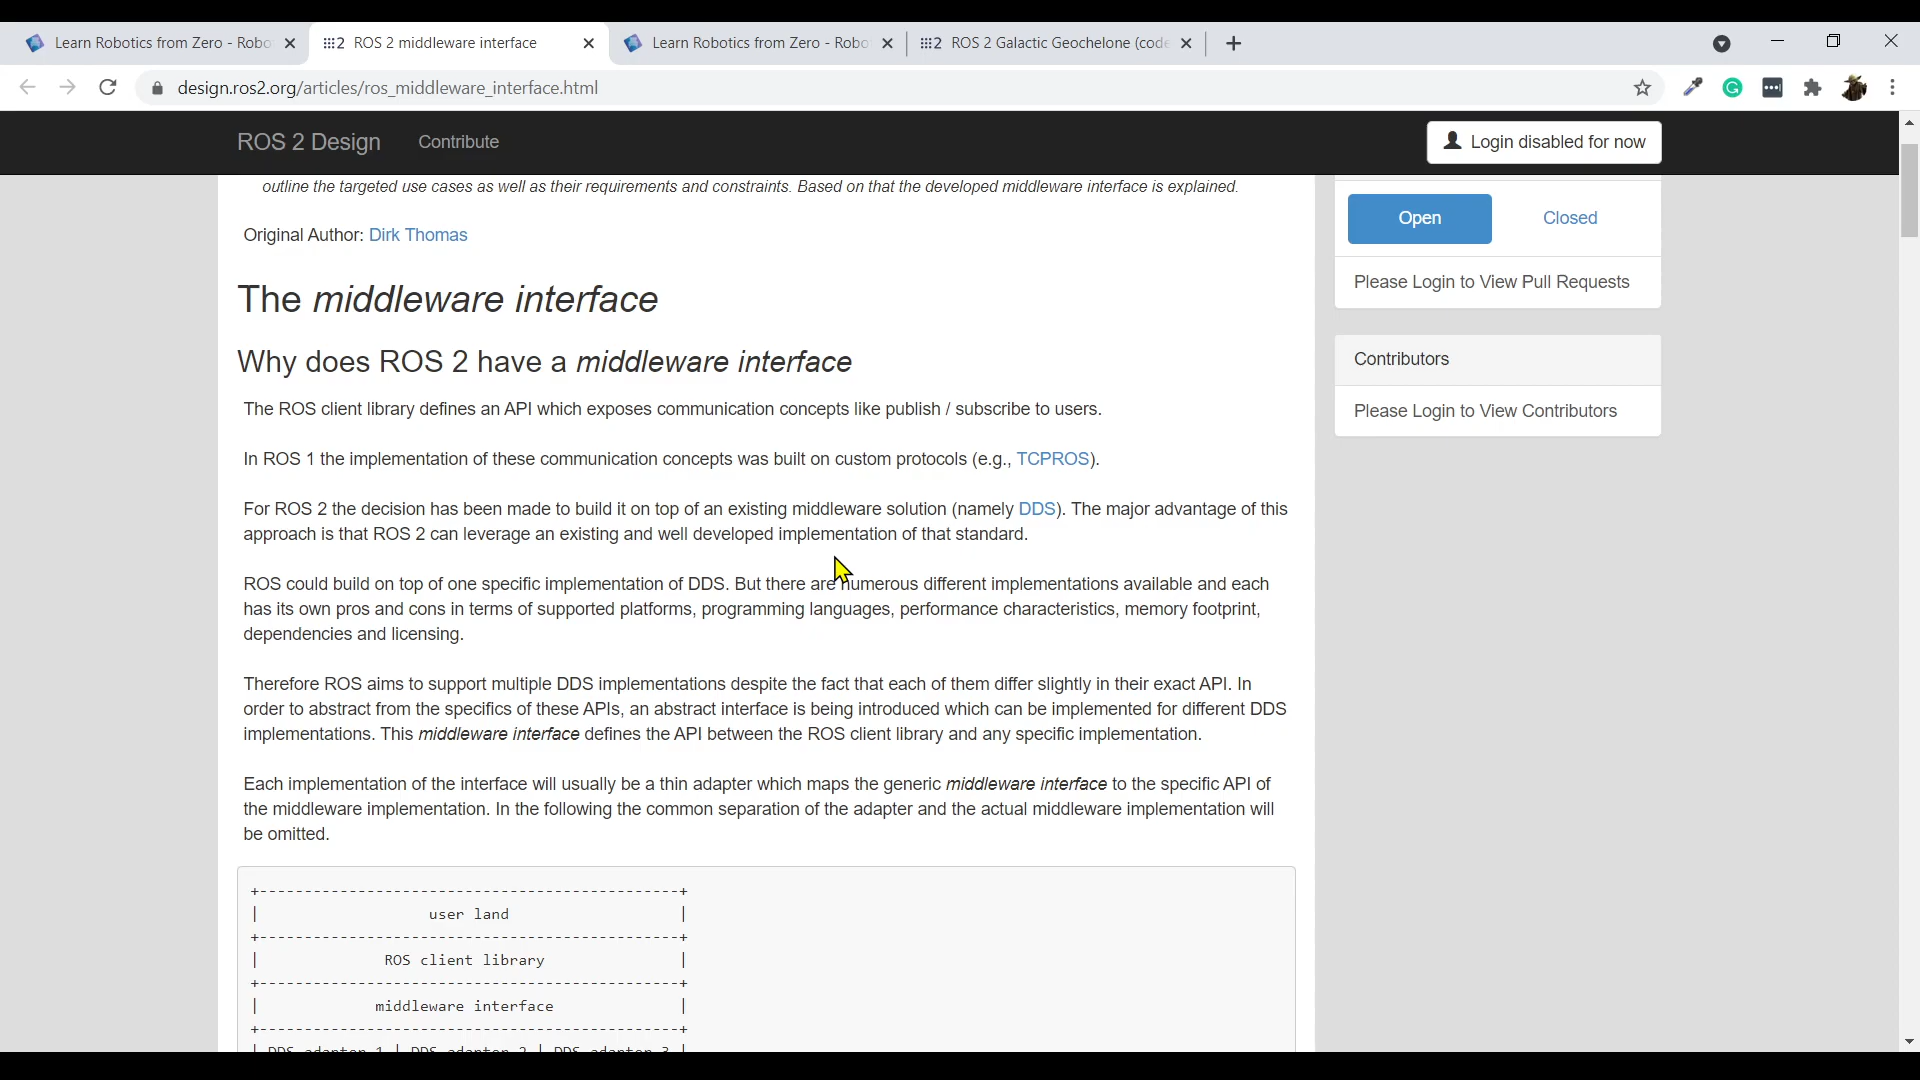 Learn Robotics from Zero - Robo
ROS 2 middleware interface
Learn Robotics from Zero - Robo
ROS 2 Galactic Geochelone (code
design.ros2.org/articles/ros_middleware_interface.html
ROS 2 Design
Contribute
Login disabled for now
outline the targeted use cases as well as their requirements and constraints. Based on that the developed middleware interface is explained.
Original Author: Dirk Thomas
The middleware interface
Why does ROS 2 have a middleware interface
The ROS client library defines an API which exposes communication concepts like publish / subscribe to users.
In ROS 1 the implementation of these communication concepts was built on custom protocols (e.g., TCPROS).
For ROS 2 the decision has been made to build it on top of an existing middleware solution (namely DDS). The major advantage of this
approach is that ROS 2 can leverage an existing and well developed implementation of that standard.
ROS could build on top of one specific implementation of DDS. But there are numerous different implementations available and each
has its own pros and cons in terms of supported platforms, programming languages, performance characteristics, memory footprint,
dependencies and licensing.
Therefore ROS aims to support multiple DDS implementations despite the fact that each of them differ slightly in their exact API. In
order to abstract from the specifics of these APIs, an abstract interface is being introduced which can be implemented for different DDS
implementations. This middleware interface defines the API between the ROS client library and any specific implementation.
Each implementation of the interface will usually be a thin adapter which maps the generic middleware interface to the specific API of
the middleware implementation. In the following the common separation of the adapter and the actual middleware implementation will
be omitted.
+-----------------------------------------------+
| user land |
+-----------------------------------------------+
| ROS client library |
+-----------------------------------------------+
| middleware interface |
+-----------------------------------------------+
| DDS adapter 1 | DDS adapter 2 | DDS adapter 3 |
Open
Closed
Please Login to View Pull Requests
Contributors
Please Login to View Contributors